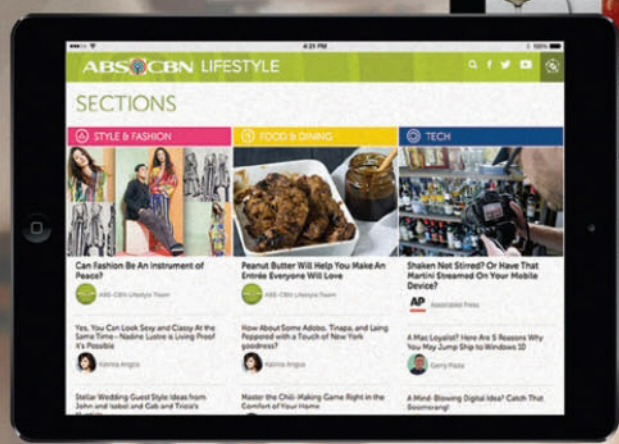 4:21 PM
100%
ABS CBN LIFESTYLE
SECTIONS
STYLE & FASHION
Can Fashion Be An Instrument of
Peace?
ABS-CBN Lifestyle Team
Yes, You Can Look Sexy and Classy At the
Same Time- Nadine Lustre is Living Proof
It's Possible
Karima Angus
Stellar Wedding Guest Style Ideas from
John and Isabel and Gab and Tricia's
FOOD & DINING
Peanut Butter Will Help You Make An
Entrée Everyone Will Love
ABS-CBN Lifestyle Team
How About Some Adobo, Tinapa, and Laing
Peppered with a Touch of New York
goodness?
Karima Angus
Master the Chili-Making Game Right in the
Comfort of Your Home
TECH
Shaken Not Stirred? Or Have That
Martini Streamed On Your Mobile
Device?
AP
Associated Press
A Mac Loyalist? Here Are 5 Reasons Why
You May Jump Ship to Windows 10
Gerry Plaza
A Mind-Blowing Digital Idea? Catch That
Boomerang!